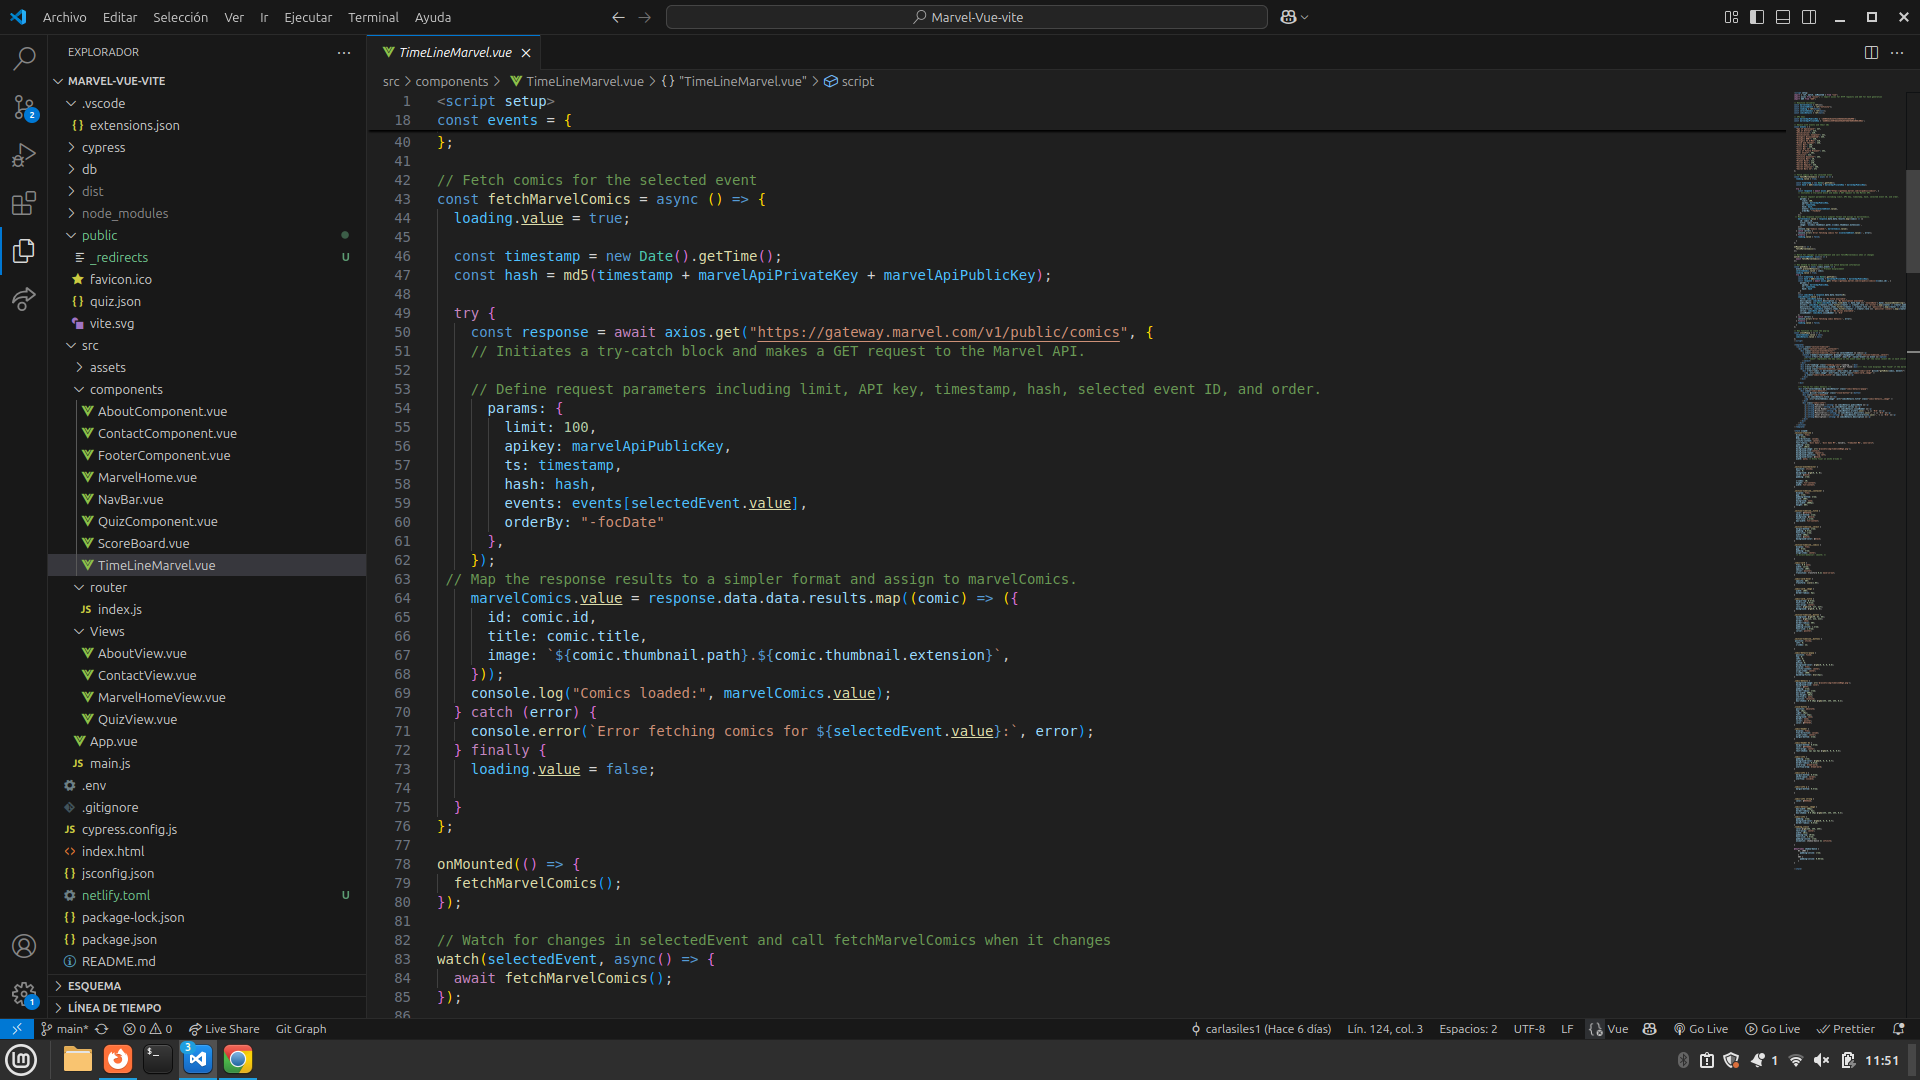 Archivo Editar Selección Ver Ir Ejecutar Terminal Ayuda
Marvel-Vue-vite
EXPLORADOR
MARVEL-VUE-VITE
.vscode
{} extensions.json
cypress
db
dist
node_modules
public
_redirects U
favicon.ico
{} quiz.json
vite.svg
src
assets
components
AboutComponent.vue
ContactComponent.vue
FooterComponent.vue
MarvelHome.vue
NavBar.vue
QuizComponent.vue
ScoreBoard.vue
TimeLineMarvel.vue
router
JS index.js
Views
AboutView.vue
ContactView.vue
MarvelHomeView.vue
QuizView.vue
App.vue
JS main.js
.env
.gitignore
JS cypress.config.js
<> index.html
{} jsconfig.json
netlify.toml U
{} package-lock.json
{} package.json
README.md
ESQUEMA
LÍNEA DE TIEMPO
2
1
TimeLineMarvel.vue
src > components > TimeLineMarvel.vue > {} "TimeLineMarvel.vue" > script
1 <script setup>
18 const events = {
40 };
41
42 // Fetch comics for the selected event
43 const fetchMarvelComics = async () => {
44 loading.value = true;
45
46 const timestamp = new Date().getTime();
47 const hash = md5(timestamp + marvelApiPrivateKey + marvelApiPublicKey);
48
49 try {
50 const response = await axios.get("https://gateway.marvel.com/v1/public/comics", {
51 // Initiates a try-catch block and makes a GET request to the Marvel API.
52
53 // Define request parameters including limit, API key, timestamp, hash, selected event ID, and order.
54 params: {
55 limit: 100,
56 apikey: marvelApiPublicKey,
57 ts: timestamp,
58 hash: hash,
59 events: events[selectedEvent.value],
60 orderBy: "-focDate"
61 },
62 });
63 // Map the response results to a simpler format and assign to marvelComics.
64 marvelComics.value = response.data.data.results.map((comic) => ({
65 id: comic.id,
66 title: comic.title,
67 image: `${comic.thumbnail.path}.${comic.thumbnail.extension}`,
68 }));
69 console.log("Comics loaded:", marvelComics.value);
70 } catch (error) {
71 console.error(`Error fetching comics for ${selectedEvent.value}:`, error);
72 } finally {
73 loading.value = false;
74
75 }
76 };
77
78 onMounted(() => {
79 fetchMarvelComics();
80 });
81
82 // Watch for changes in selectedEvent and call fetchMarvelComics when it changes
83 watch(selectedEvent, async() => {
84 await fetchMarvelComics();
85 });
86
main* 0 0 Live Share Git Graph
carlasiles1 (Hace 6 días) Lín. 124, col. 3 Espacios: 2 UTF-8 LF Vue Go Live Go Live Prettier
3
1 11:51